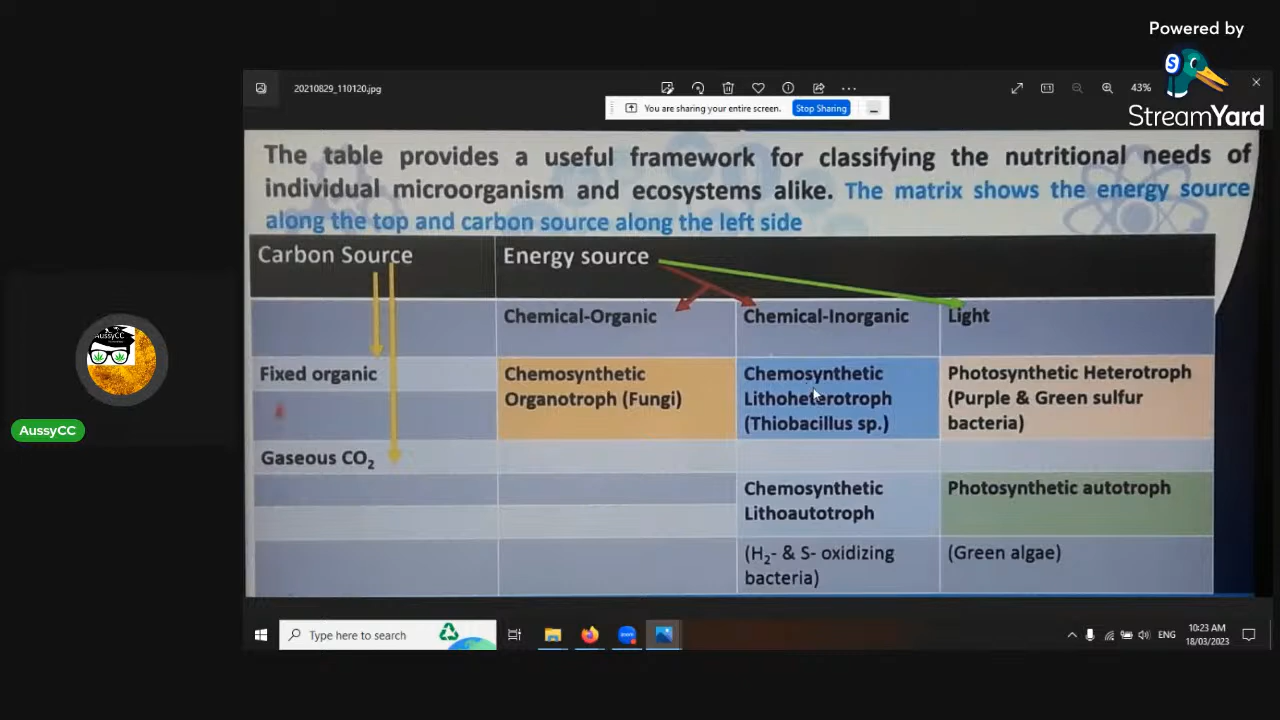 Powered by
StreamYard
20210829_110120.jpg
43%
You are sharing your entire screen.
Stop Sharing
The table provides a useful framework for classifying the nutritional needs of
individual microorganism and ecosystems alike. The matrix shows the energy source
along the top and carbon source along the left side
Carbon Source
Energy source
Chemical-Organic
Chemical-Inorganic
Light
Fixed organic
Chemosynthetic
Organotroph (Fungi)
Chemosynthetic
Lithoheterotroph
(Thiobacillus sp.)
Photosynthetic Heterotroph
(Purple & Green sulfur
bacteria)
Gaseous CO₂
Chemosynthetic
Lithoautotroph
Photosynthetic autotroph
(H₂- & S- oxidizing
bacteria)
(Green algae)
AussyCC
AussyCC
Type here to search
ENG
10:23 AM
18/03/2023